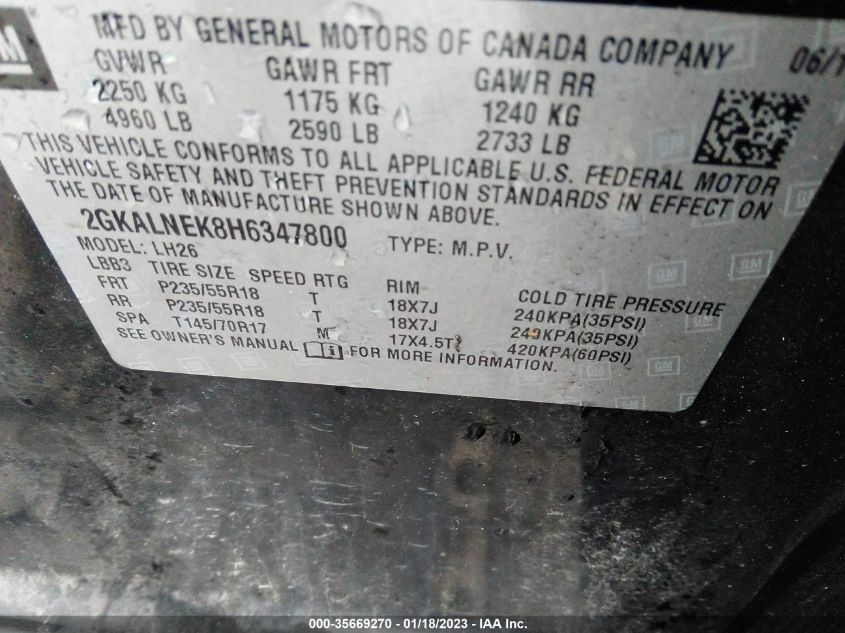 GM
MFD BY GENERAL MOTORS OF CANADA COMPANY 06/1
GVWR GAWR FRT GAWR RR
2250 KG 1175 KG 1240 KG
4960 LB 2590 LB 2733 LB
THIS VEHICLE CONFORMS TO ALL APPLICABLE U.S. FEDERAL MOTOR
VEHICLE SAFETY AND THEFT PREVENTION STANDARDS IN EFFECT ON
THE DATE OF MANUFACTURE SHOWN ABOVE.
2GKALNEK8H6347800 TYPE: M.P.V.
MODEL: LH26
LBB3 TIRE SIZE SPEED RTG RIM COLD TIRE PRESSURE
FRT P235/55R18 T 18X7J 240KPA(35PSI)
RR P235/55R18 T 18X7J 240KPA(35PSI)
SPA T145/70R17 M 17X4.5T 420KPA(60PSI)
SEE OWNER'S MANUAL FOR MORE INFORMATION.
000-35669270 - 01/18/2023 - IAA Inc.